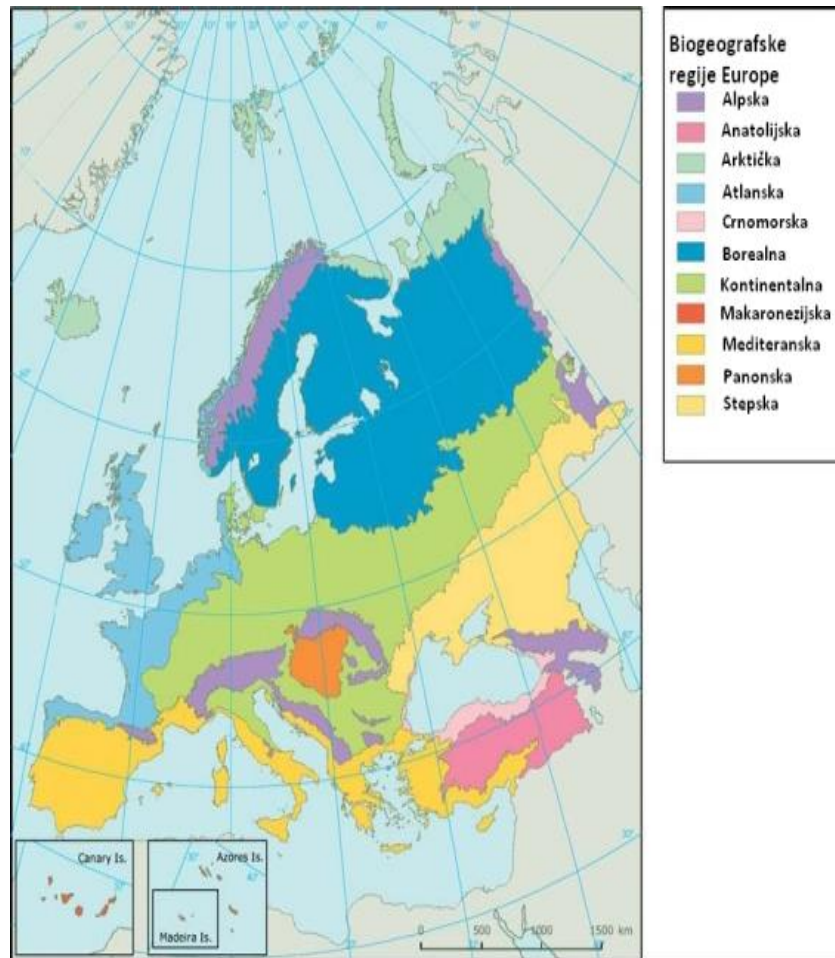 Biogeografske
regije Europe
Alpska
Anatolijska
Arktička
Atlanska
Crnomorska
Borealna
Kontinentalna
Makaronezijska
Mediteranska
Panonska
Stepska
Canary Is.
Azores Is.
Madeira Is.
0 500 1000 1500 km